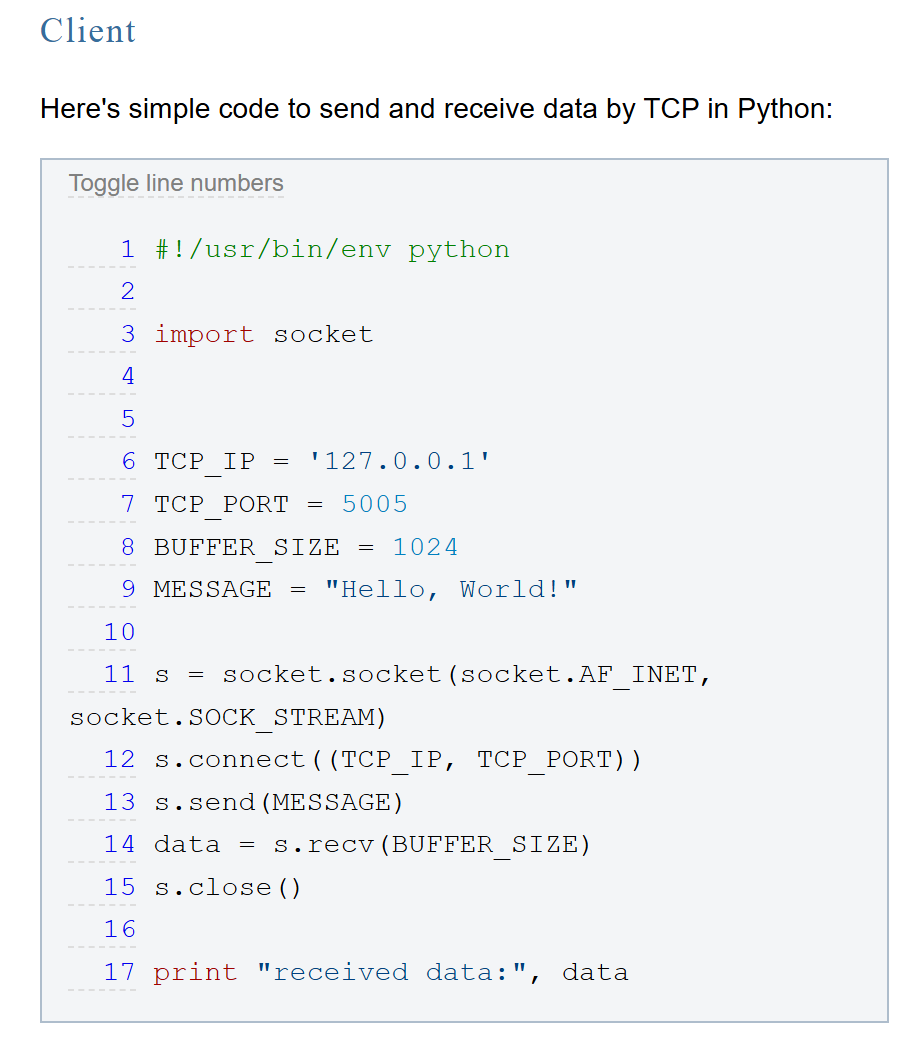 Client
Here's simple code to send and receive data by TCP in Python:
Toggle line numbers
1 #!/usr/bin/env python
2
3 import socket
4
5
6 TCP_IP = '127.0.0.1'
7 TCP_PORT = 5005
8 BUFFER_SIZE = 1024
9 MESSAGE = "Hello, World!"
10
11 s = socket.socket(socket.AF_INET,
socket.SOCK_STREAM)
12 s.connect((TCP_IP, TCP_PORT))
13 s.send(MESSAGE)
14 data = s.recv(BUFFER_SIZE)
15 s.close()
16
17 print "received data:", data